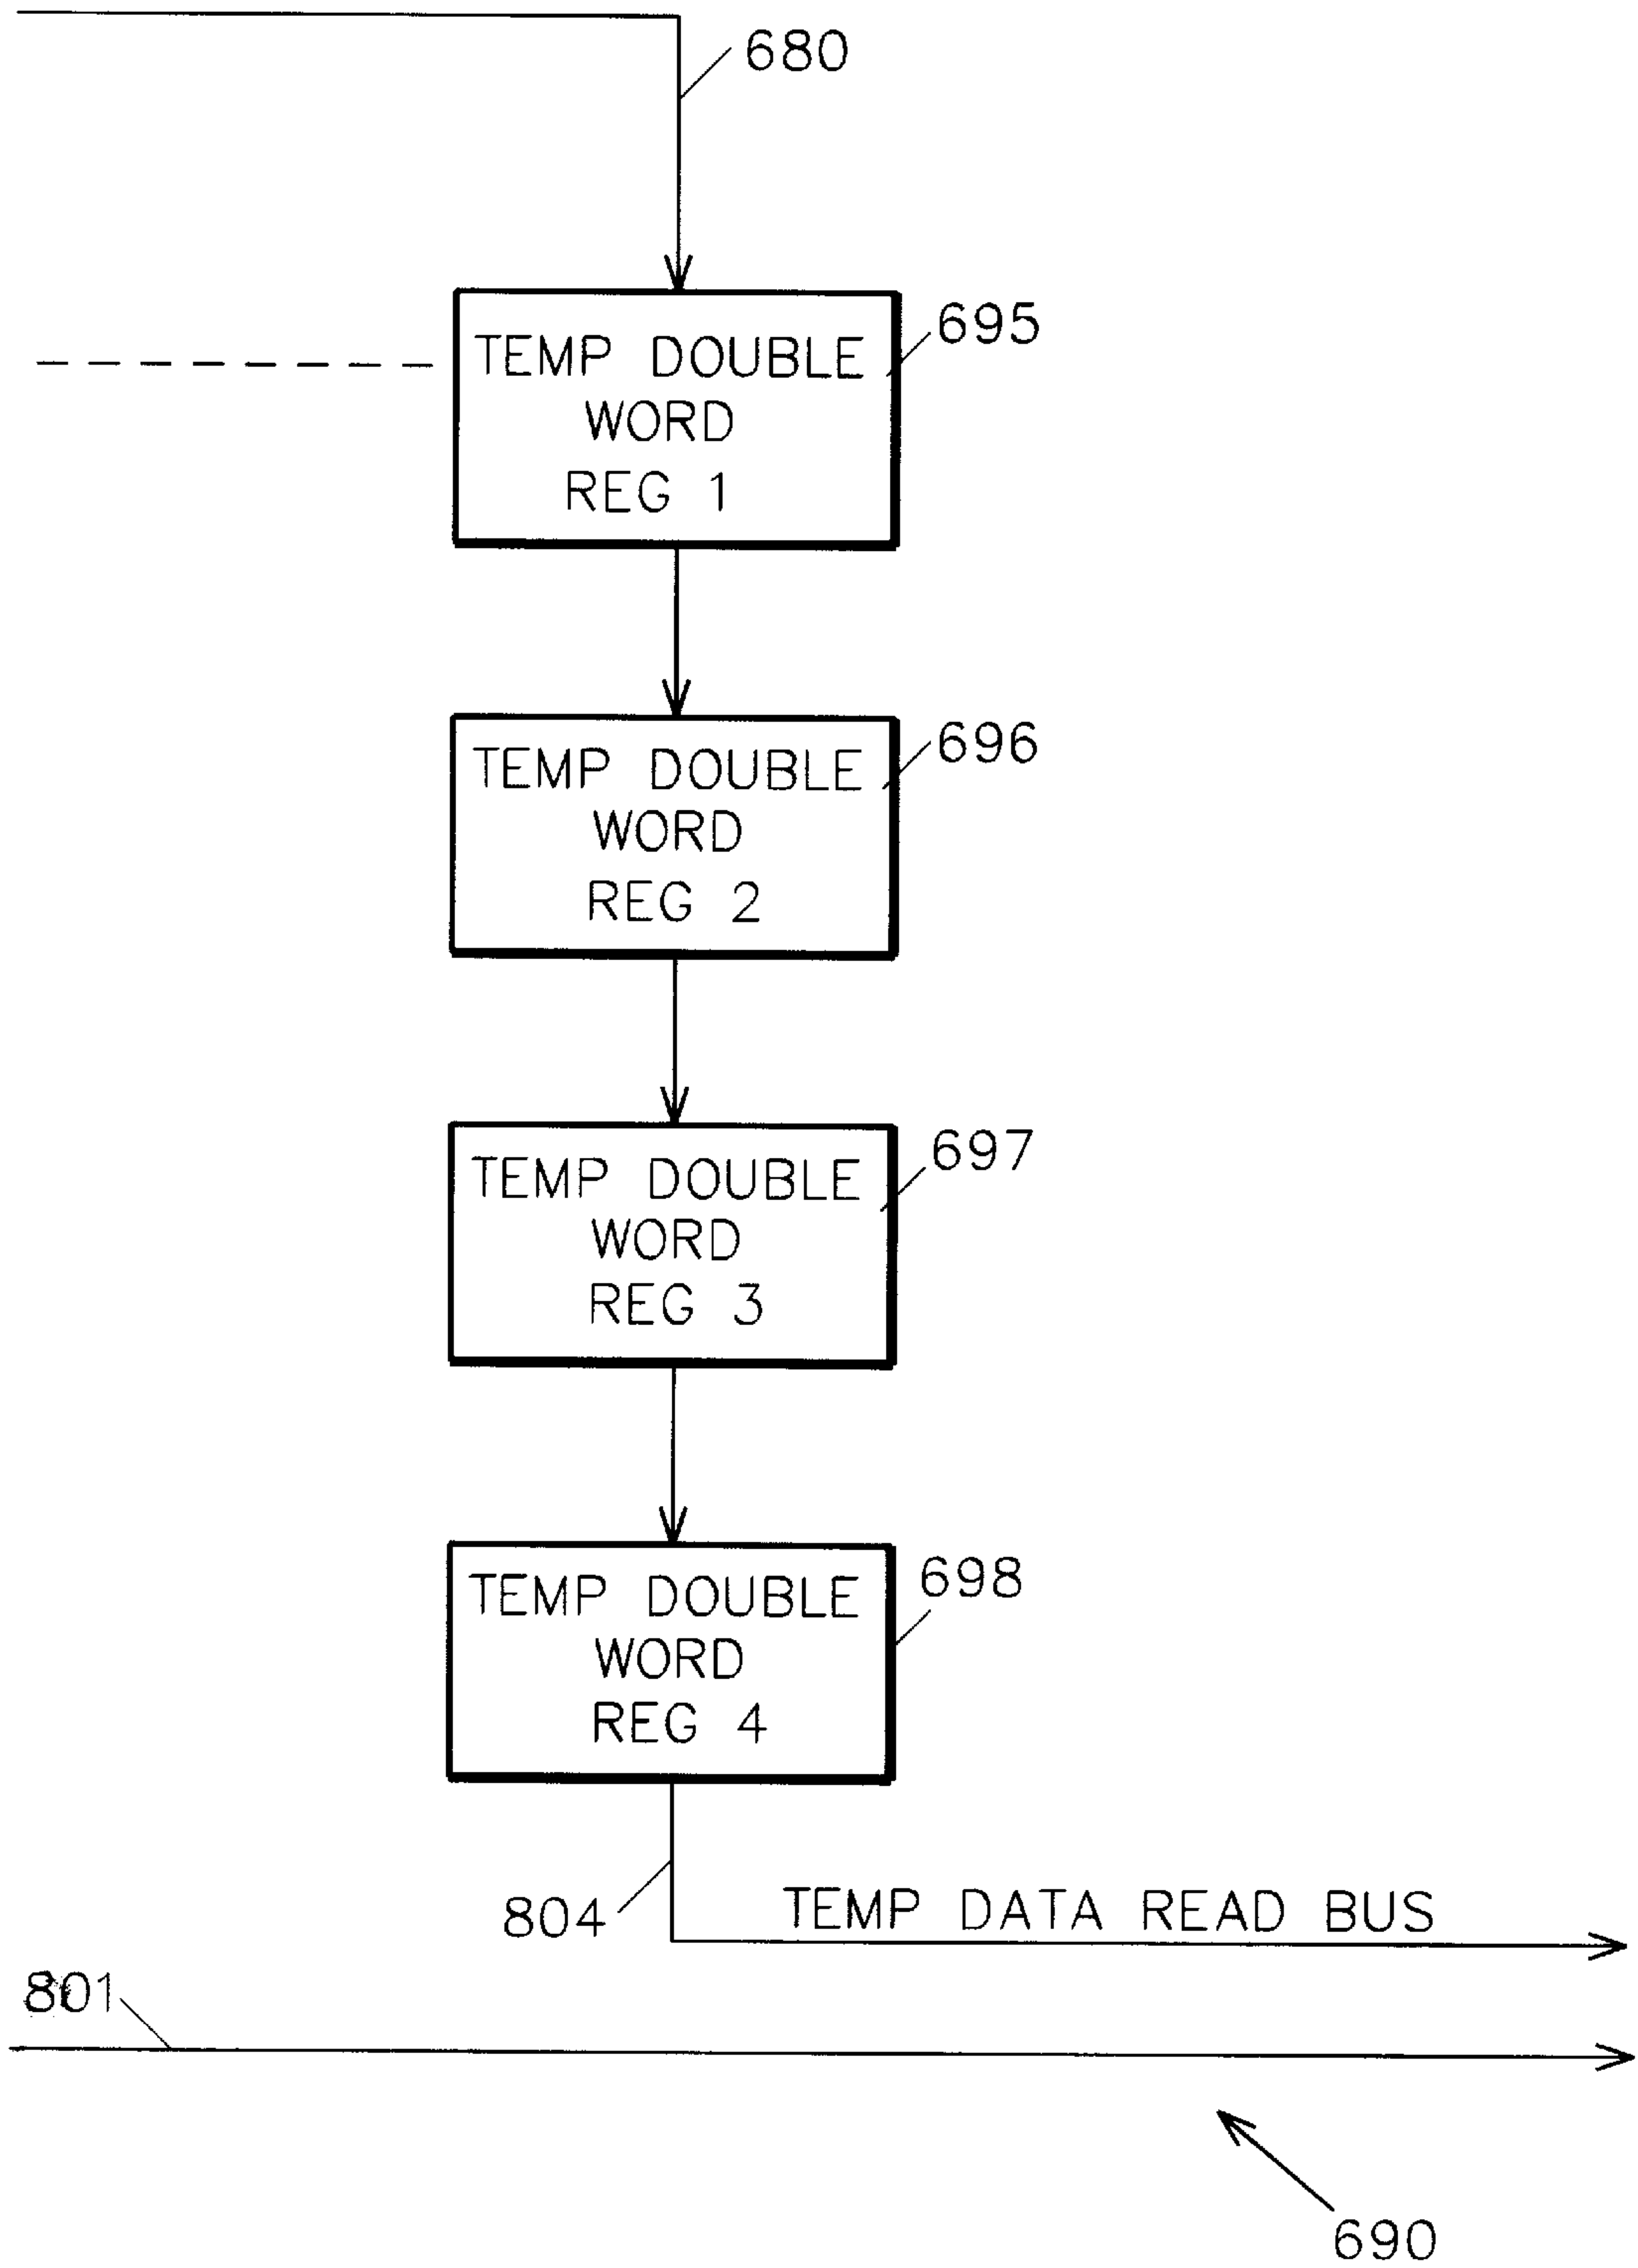 680
695
TEMP DOUBLE
WORD
REG 1
696
TEMP DOUBLE
WORD
REG 2
697
TEMP DOUBLE
WORD
REG 3
698
TEMP DOUBLE
WORD
REG 4
804
TEMP DATA READ BUS
801
690